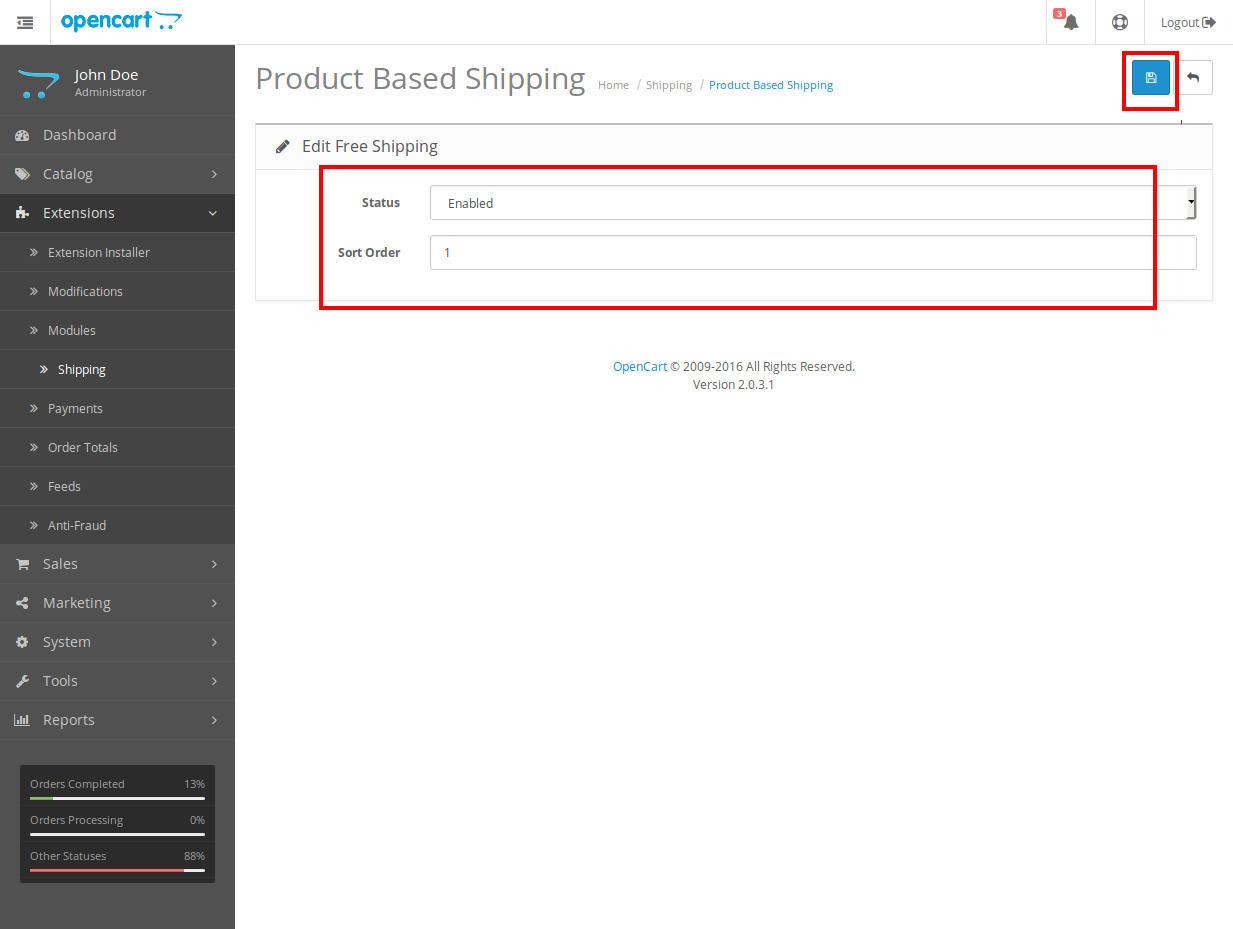 opencart
3
Logout
John Doe
Administrator
Dashboard
Catalog
Extensions
Extension Installer
Modifications
Modules
Shipping
Payments
Order Totals
Feeds
Anti-Fraud
Sales
Marketing
System
Tools
Reports
Orders Completed 13%
Orders Processing 0%
Other Statuses 88%
Product Based Shipping Home / Shipping / Product Based Shipping
Edit Free Shipping
Status Enabled
Sort Order 1
OpenCart © 2009-2016 All Rights Reserved.
Version 2.0.3.1